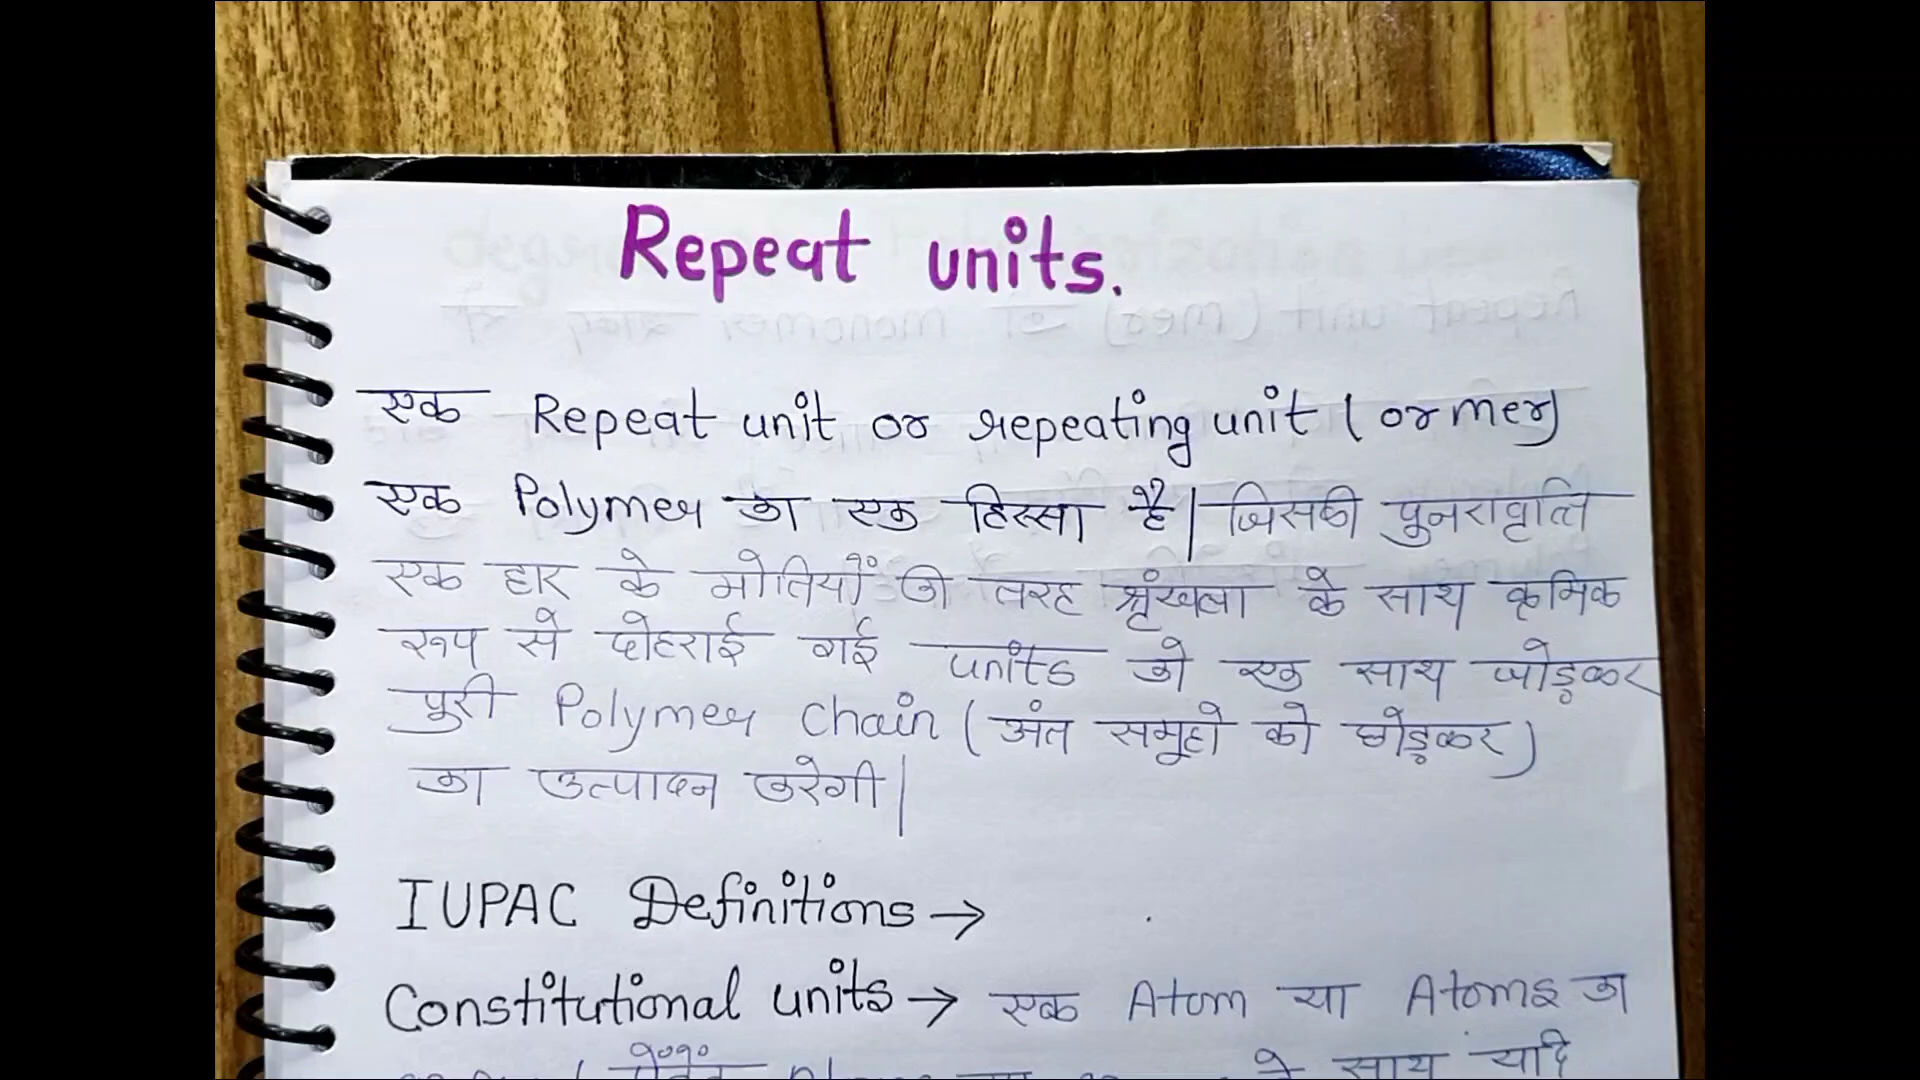 Repeat units.
एक Repeat unit or repeating unit (or mer)
एक Polymer का एक हिस्सा है| जिसकी पुनरावृत्ति
एक हार के मोतियों की तरह श्रृंखला के साथ क्रमिक
रूप से दोहराई गई units को एक साथ जोड़कर
पुरी Polymer chain (अंत समूहो को छोड़कर)
का उत्पादन करेगी|
IUPAC Definitions →
Constitutional units → एक Atom या Atoms का
के साथ यदि